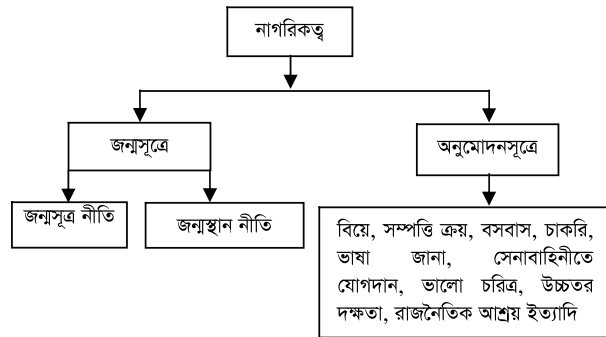 নাগরিকত্ব
জন্মসূত্রে
অনুমোদনসূত্রে
জন্মসূত্র নীতি
জন্মস্থান নীতি
বিয়ে, সম্পত্তি ক্রয়, বসবাস, চাকরি,
ভাষা জানা, সেনাবাহিনীতে
যোগদান, ভালো চরিত্র, উচ্চতর
দক্ষতা, রাজনৈতিক আশ্রয় ইত্যাদি